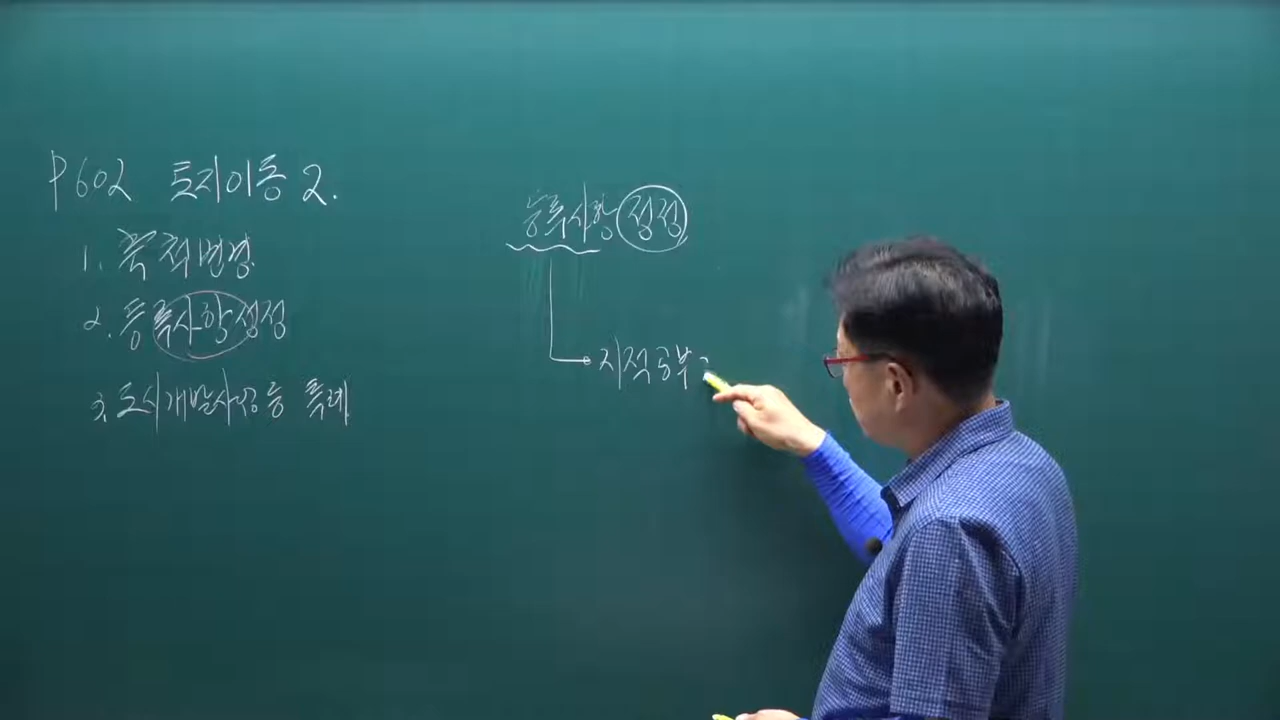 P602 토지이동 2.
1. 축척변경
2. 등록사항정정
3. 도시개발사업등 특례
등록사항 정정
지적공부